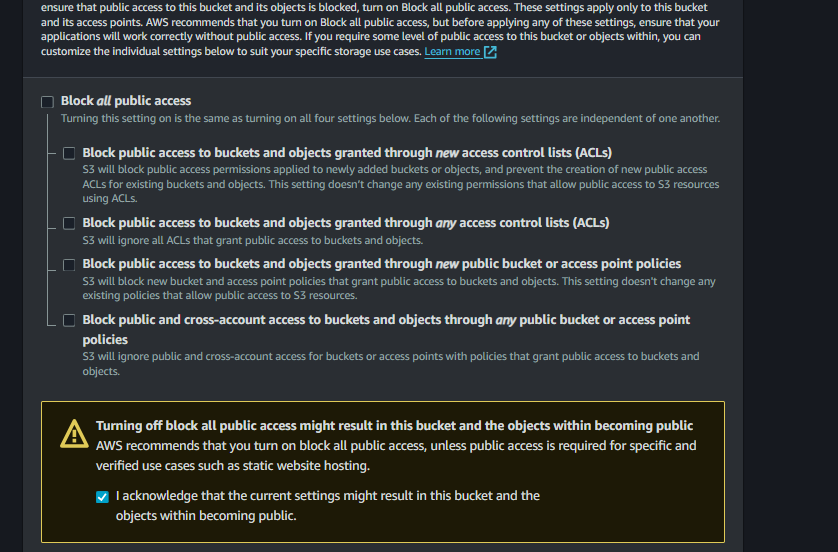 ensure that public access to this bucket and its objects is blocked, turn on Block all public access. These settings apply only to this bucket
and its access points. AWS recommends that you turn on Block all public access, but before applying any of these settings, ensure that your
applications will work correctly without public access. If you require some level of public access to this bucket or objects within, you can
customize the individual settings below to suit your specific storage use cases. Learn more
Block all public access
Turning this setting on is the same as turning on all four settings below. Each of the following settings are independent of one another.
Block public access to buckets and objects granted through new access control lists (ACLs)
S3 will block public access permissions applied to newly added buckets or objects, and prevent the creation of new public access
ACLs for existing buckets and objects. This setting doesn't change any existing permissions that allow public access to S3 resources
using ACLs.
Block public access to buckets and objects granted through any access control lists (ACLs)
S3 will ignore all ACLs that grant public access to buckets and objects.
Block public access to buckets and objects granted through new public bucket or access point policies
S3 will block new bucket and access point policies that grant public access to buckets and objects. This setting doesn't change any
existing policies that allow public access to S3 resources.
Block public and cross-account access to buckets and objects through any public bucket or access point
policies
S3 will ignore public and cross-account access for buckets or access points with policies that grant public access to buckets and
objects.
Turning off block all public access might result in this bucket and the objects within becoming public
AWS recommends that you turn on block all public access, unless public access is required for specific and
verified use cases such as static website hosting.
I acknowledge that the current settings might result in this bucket and the
objects within becoming public.